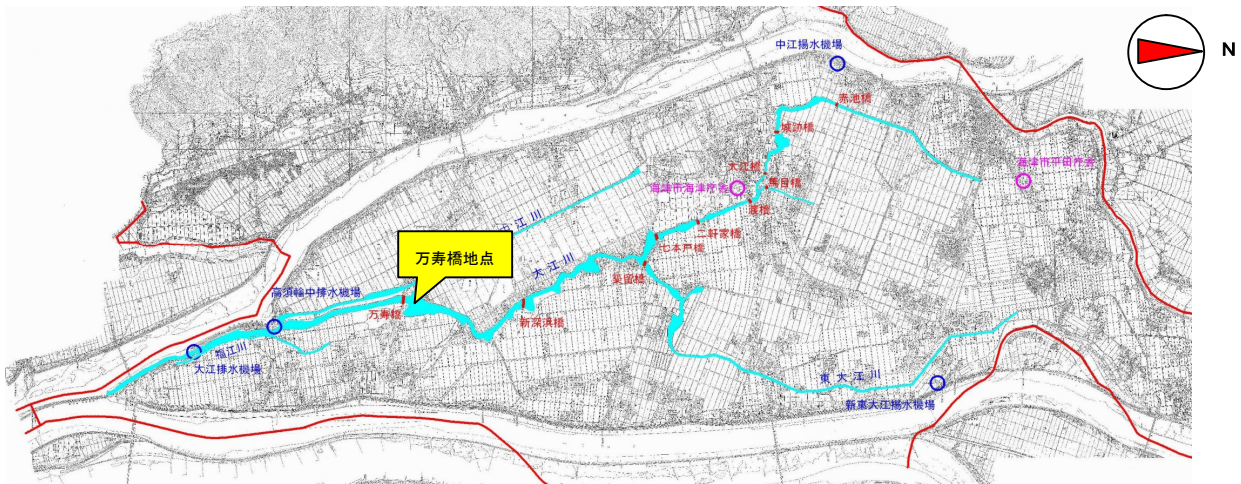 中江揚水機場
N
赤池橋
城跡橋
大江橋
馬目橋
海津市平田庁舎
海津市海津庁舎
渡橋
中江川
二軒家橋
七本戸橋
万寿橋地点
大江川
築留橋
高須輪中排水機場
万寿橋
新深浜橋
福江川
大江排水機場
東大江川
新東大江揚水機場